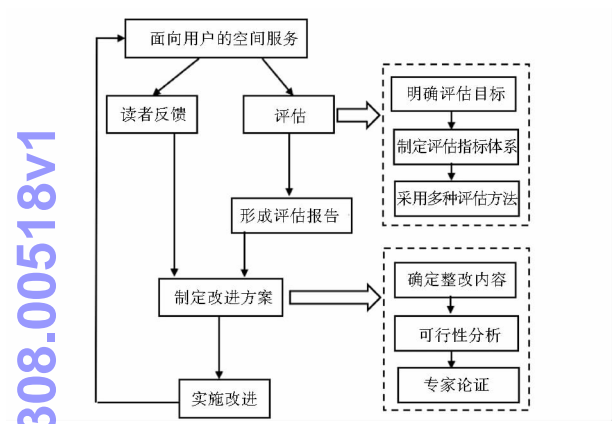 面向用户的空间服务
读者反馈
评估
明确评估目标
制定评估指标体系
采用多种评估方法
形成评估报告
制定改进方案
确定整改内容
可行性分析
专家论证
实施改进
308.00518v1